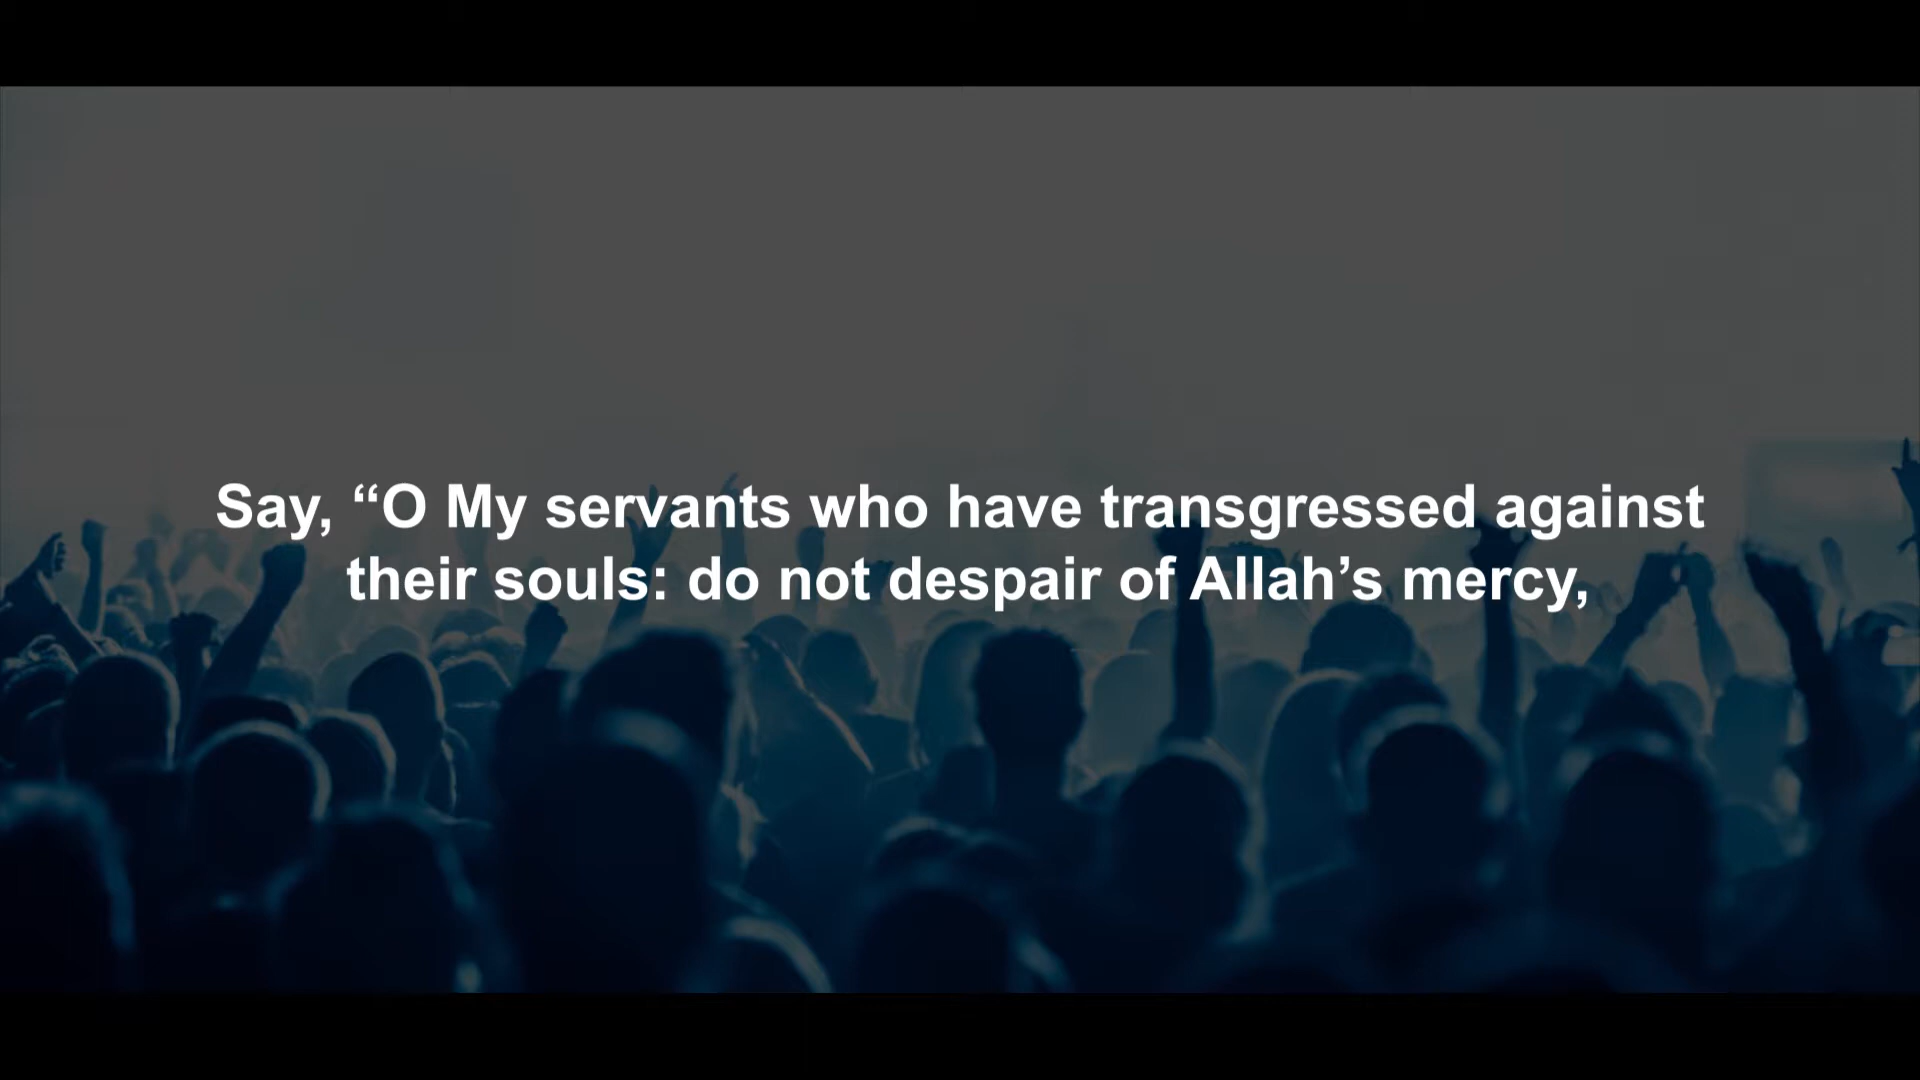 Say, “O My servants who have transgressed against
their souls: do not despair of Allah’s mercy,